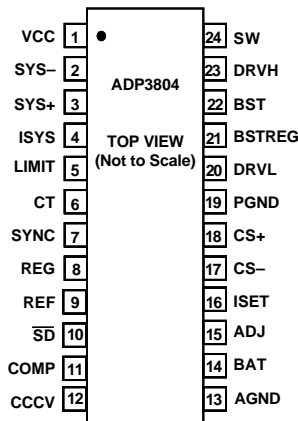 VCC 1 24 SW
SYS– 2 23 DRVH
ADP3804
SYS+ 3 22 BST
ISYS 4 21 BSTREG
TOP VIEW
(Not to Scale)
LIMIT 5 20 DRVL
CT 6 19 PGND
SYNC 7 18 CS+
REG 8 17 CS–
REF 9 16 ISET
S̅D̅ 10 15 ADJ
COMP 11 14 BAT
CCCV 12 13 AGND